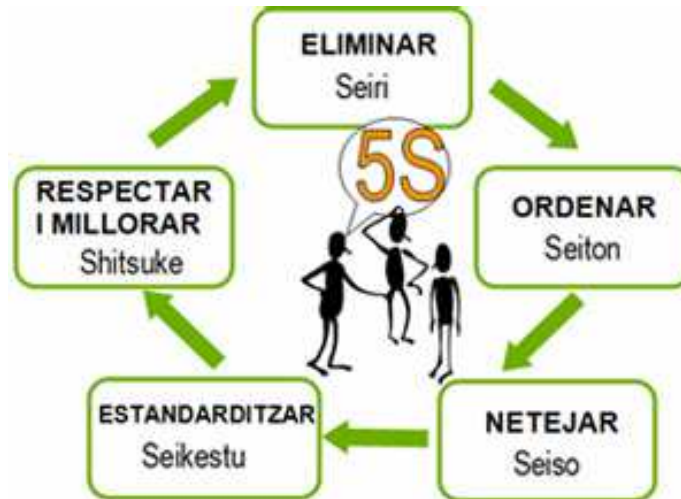 ELIMINAR
Seiri
5S
RESPECTAR
I MILLORAR
Shitsuke
ORDENAR
Seiton
ESTANDARDITZAR
Seikestu
NETEJAR
Seiso